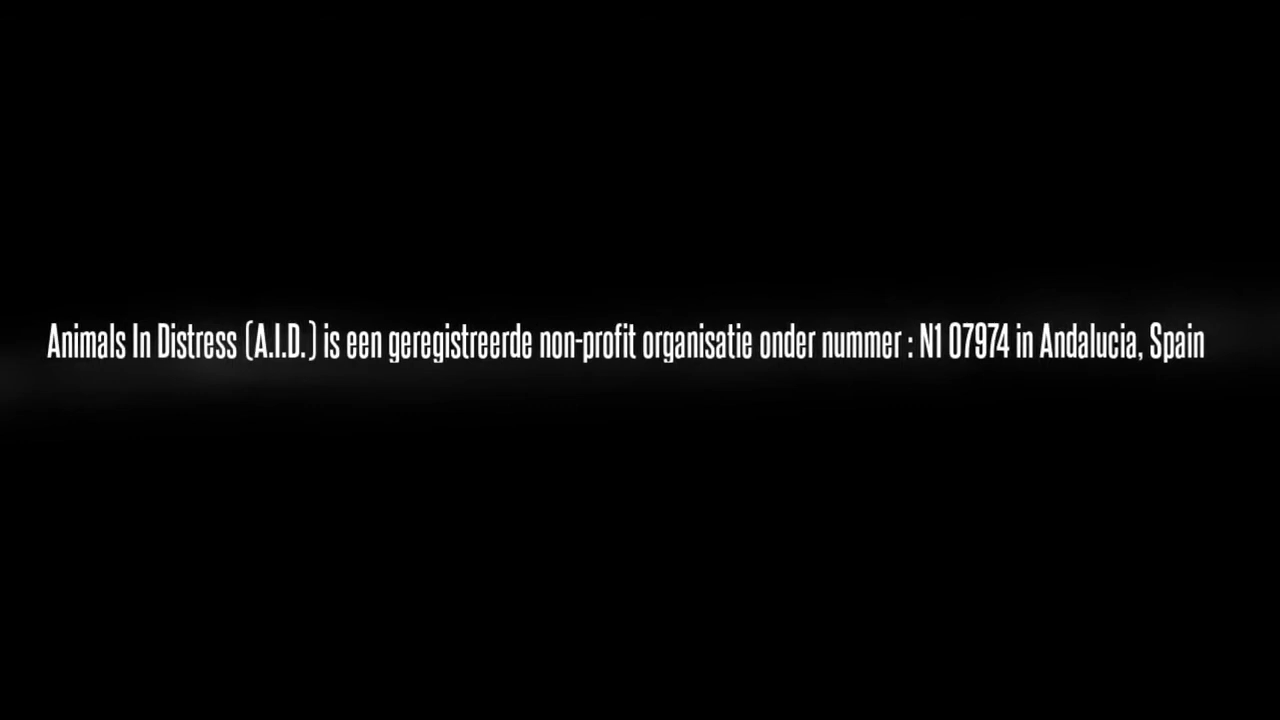 Animals In Distress (A.I.D.) is een geregistreerde non-profit organisatie onder nummer : N1 07974 in Andalucia, Spain